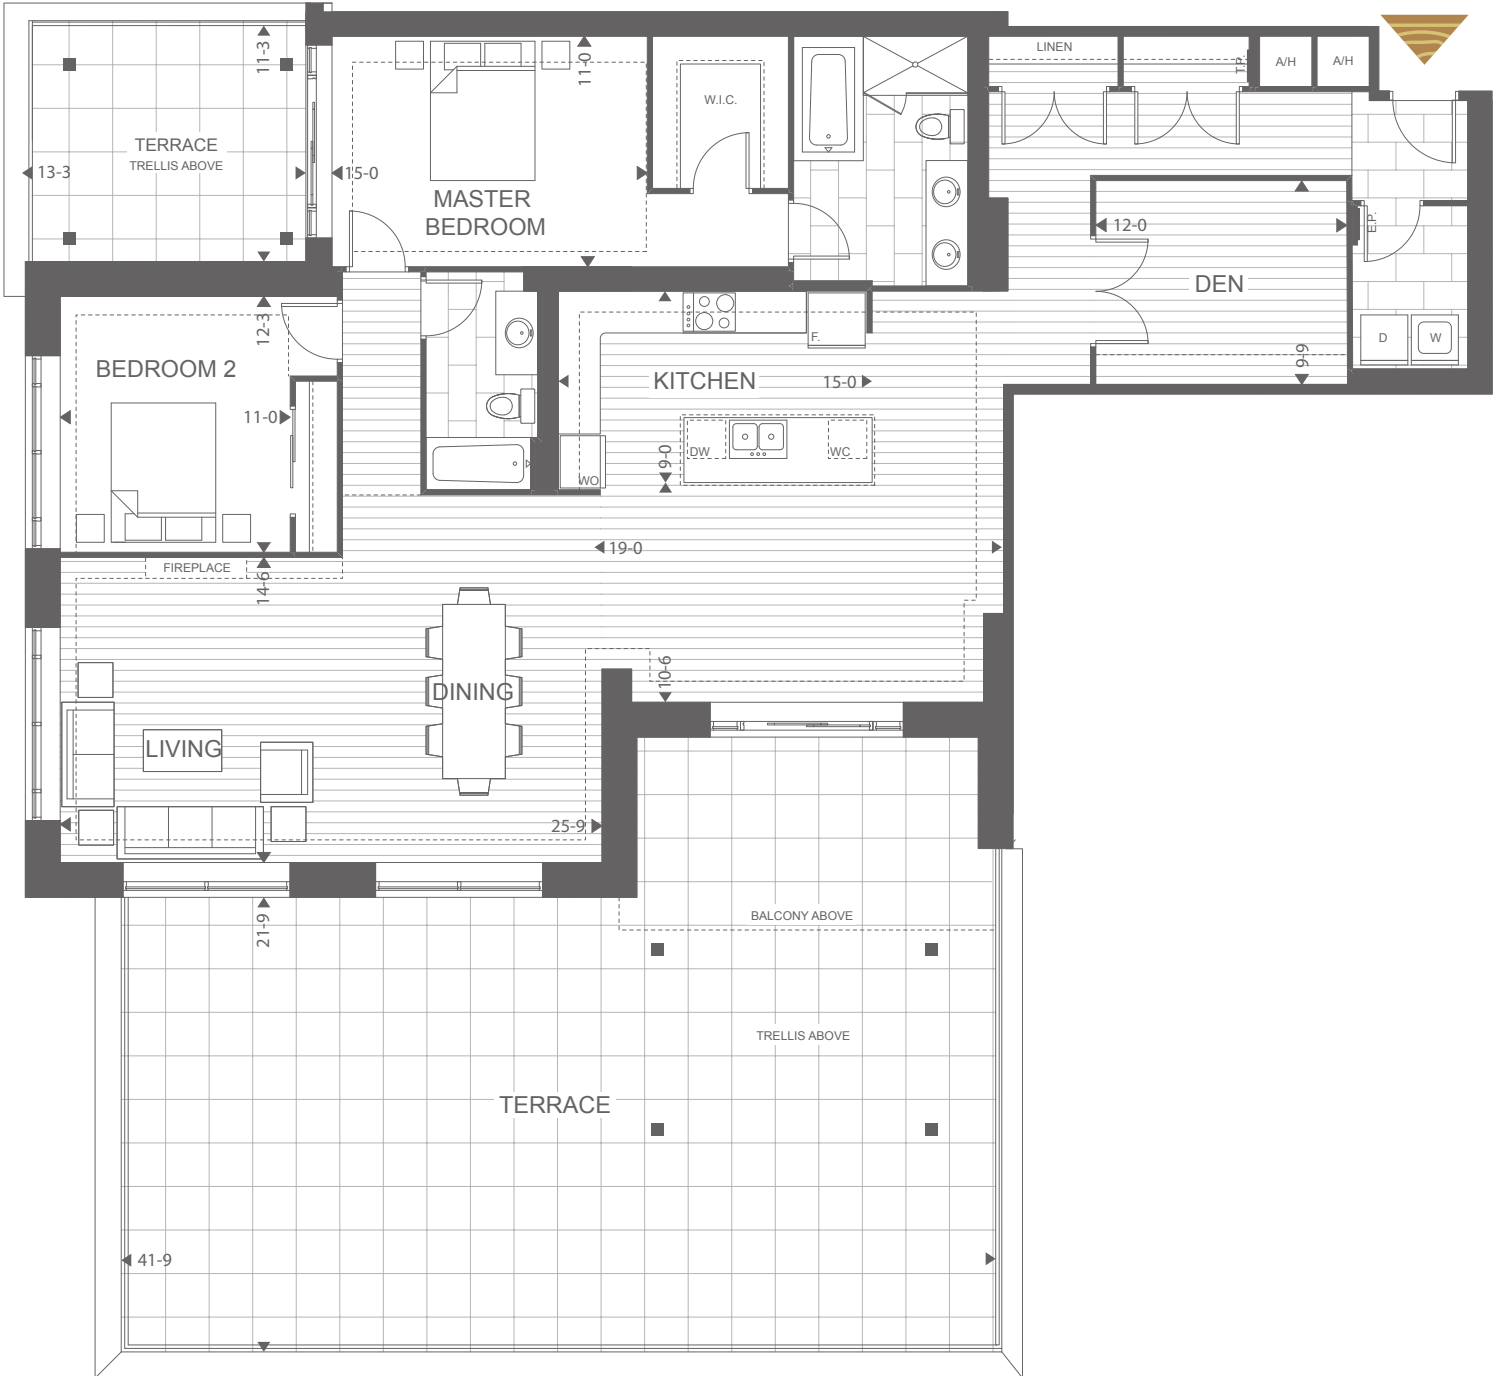 11-3
TERRACE
TRELLIS ABOVE
13-3
15-0
11-0
MASTER
BEDROOM
W.I.C.
LINEN
T.P.
A/H
A/H
E.P.
12-0
DEN
9-9
D
W
12-3
BEDROOM 2
11-0
F.
KITCHEN
15-0
DW
WC
9-0
WO
19-0
FIREPLACE
14-6
DINING
10-6
LIVING
25-9
21-9
BALCONY ABOVE
TRELLIS ABOVE
TERRACE
41-9